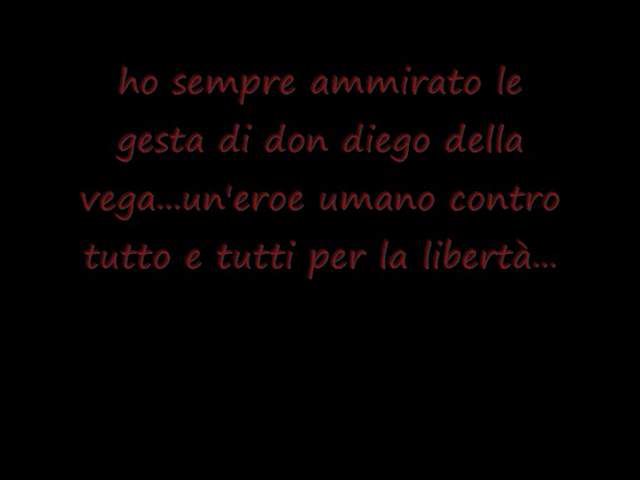 ho sempre ammirato le
gesta di don diego della
vega...un'eroe umano contro
tutto e tutti per la libertà...